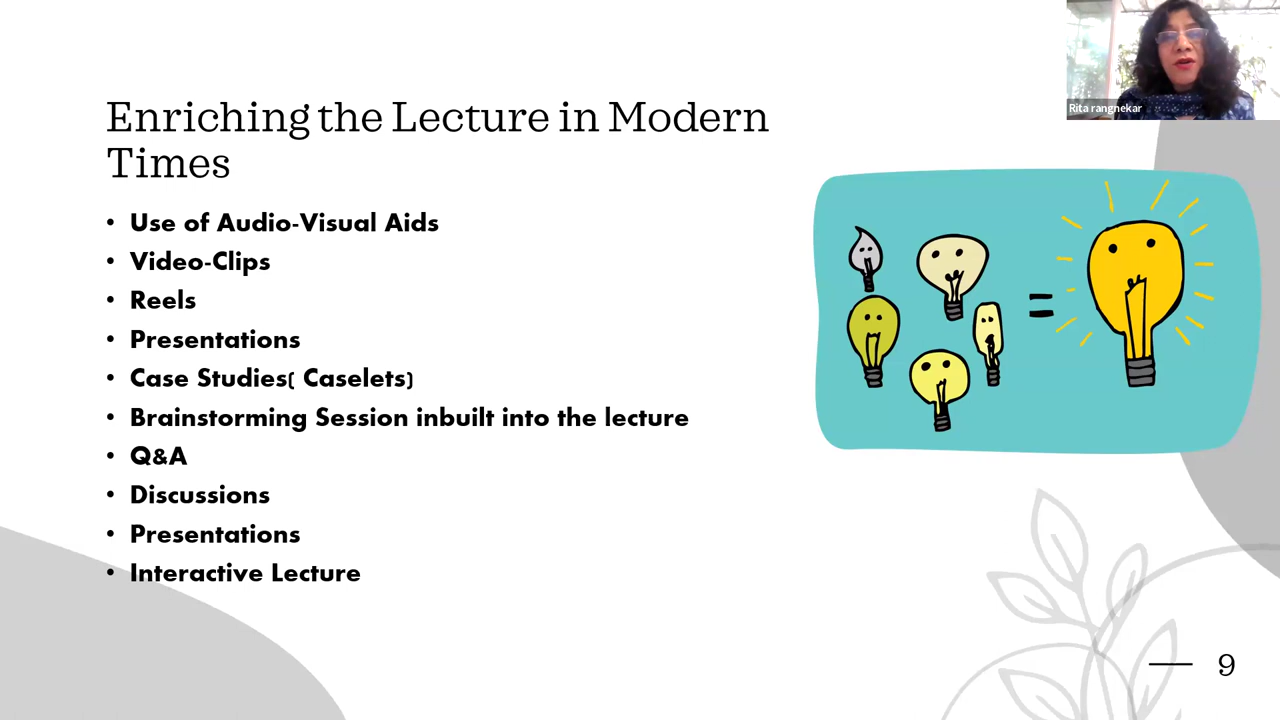 Rita rangnekar
Enriching the Lecture in Modern
Times
• Use of Audio-Visual Aids
• Video-Clips
• Reels
• Presentations
• Case Studies( Caselets)
• Brainstorming Session inbuilt into the lecture
• Q&A
• Discussions
• Presentations
• Interactive Lecture
9